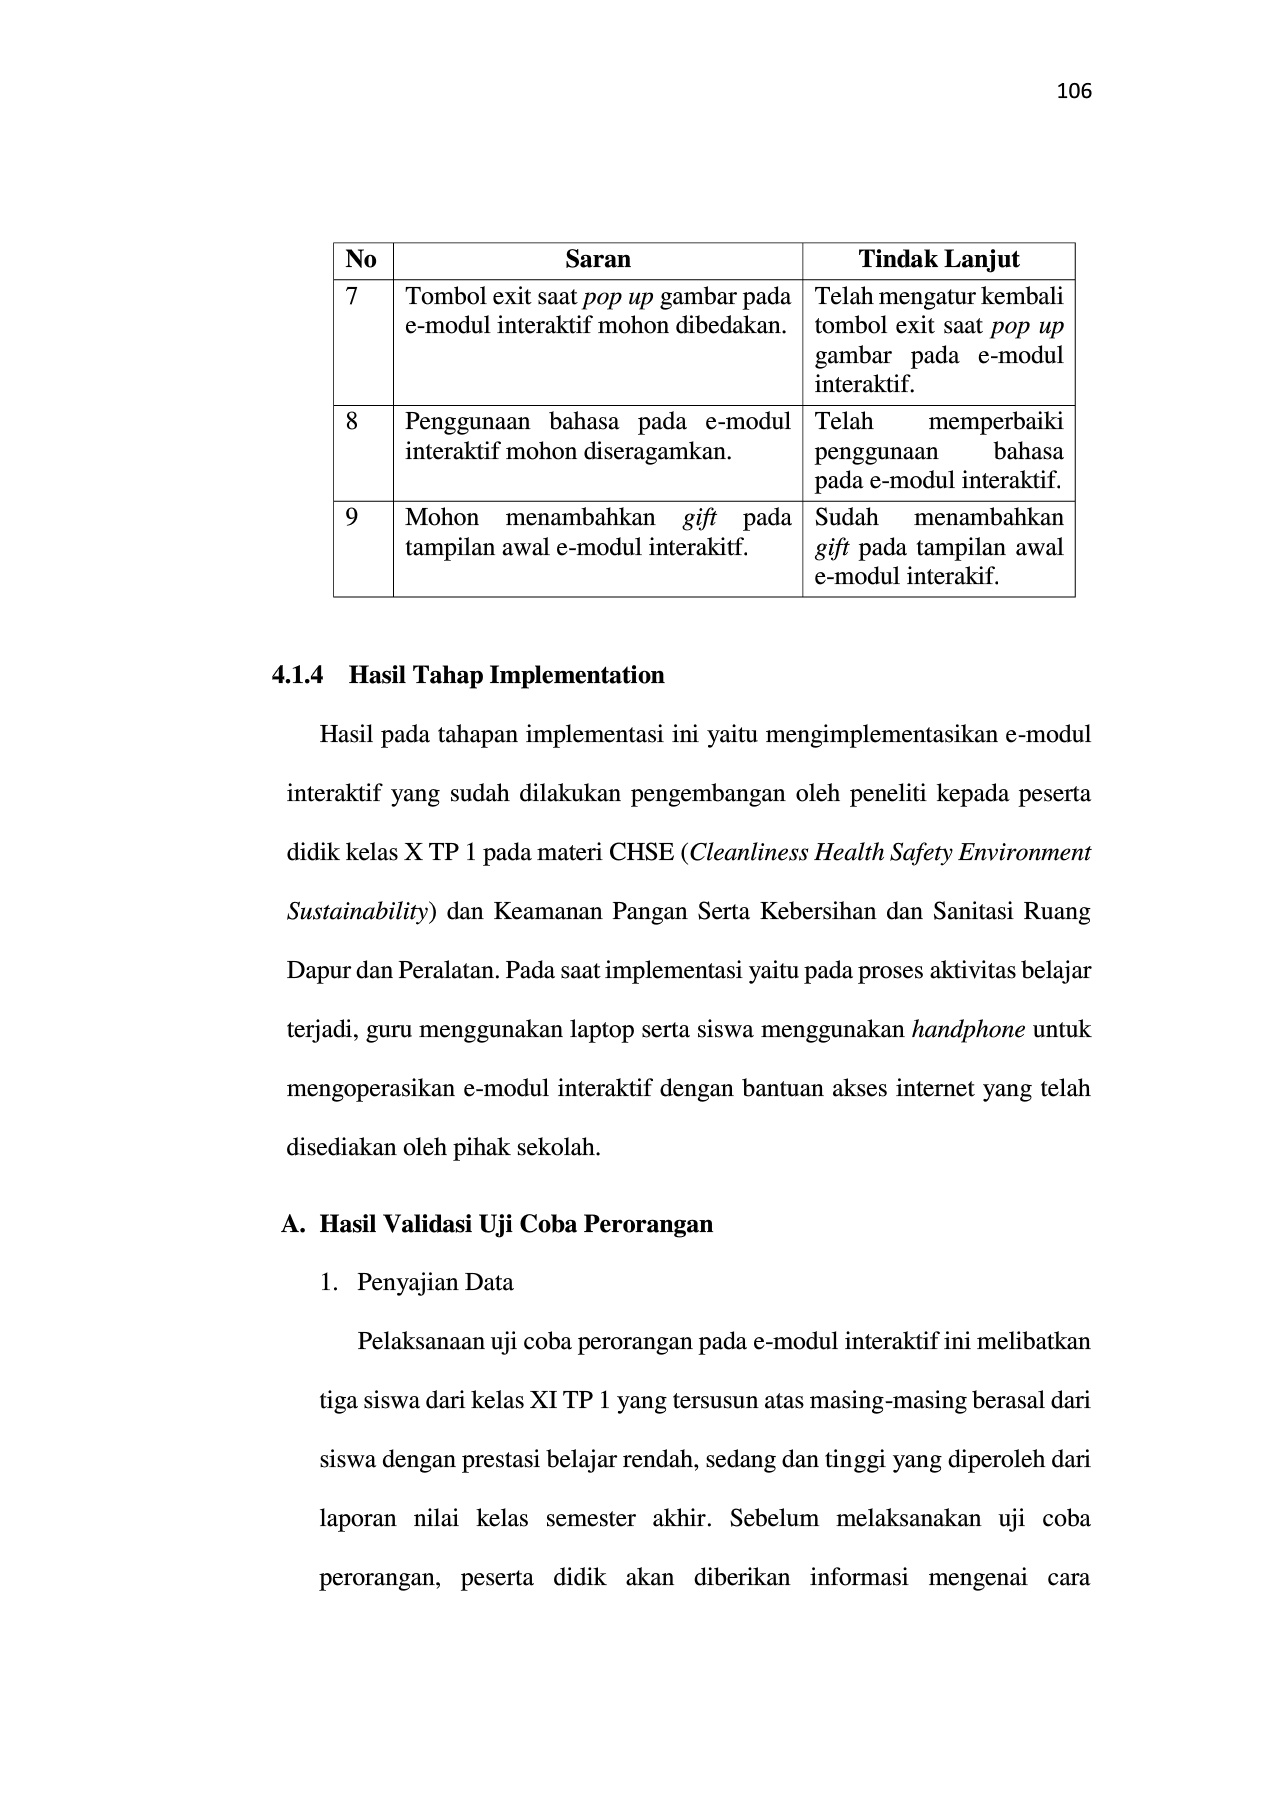 106
No Saran Tindak Lanjut
7 Tombol exit saat pop up gambar pada Telah mengatur kembali
e-modul interaktif mohon dibedakan. tombol exit saat pop up
gambar pada e-modul
interaktif.
8 Penggunaan bahasa pada e-modul Telah memperbaiki
interaktif mohon diseragamkan. penggunaan bahasa
pada e-modul interaktif.
9 Mohon menambahkan gift pada Sudah menambahkan
tampilan awal e-modul interakitf. gift pada tampilan awal
e-modul interakif.
4.1.4 Hasil Tahap Implementation
Hasil pada tahapan implementasi ini yaitu mengimplementasikan e-modul
interaktif yang sudah dilakukan pengembangan oleh peneliti kepada peserta
didik kelas X TP 1 pada materi CHSE (Cleanliness Health Safety Environment
Sustainability) dan Keamanan Pangan Serta Kebersihan dan Sanitasi Ruang
Dapur dan Peralatan. Pada saat implementasi yaitu pada proses aktivitas belajar
terjadi, guru menggunakan laptop serta siswa menggunakan handphone untuk
mengoperasikan e-modul interaktif dengan bantuan akses internet yang telah
disediakan oleh pihak sekolah.
A. Hasil Validasi Uji Coba Perorangan
1. Penyajian Data
Pelaksanaan uji coba perorangan pada e-modul interaktif ini melibatkan
tiga siswa dari kelas XI TP 1 yang tersusun atas masing-masing berasal dari
siswa dengan prestasi belajar rendah, sedang dan tinggi yang diperoleh dari
laporan nilai kelas semester akhir. Sebelum melaksanakan uji coba
perorangan, peserta didik akan diberikan informasi mengenai cara